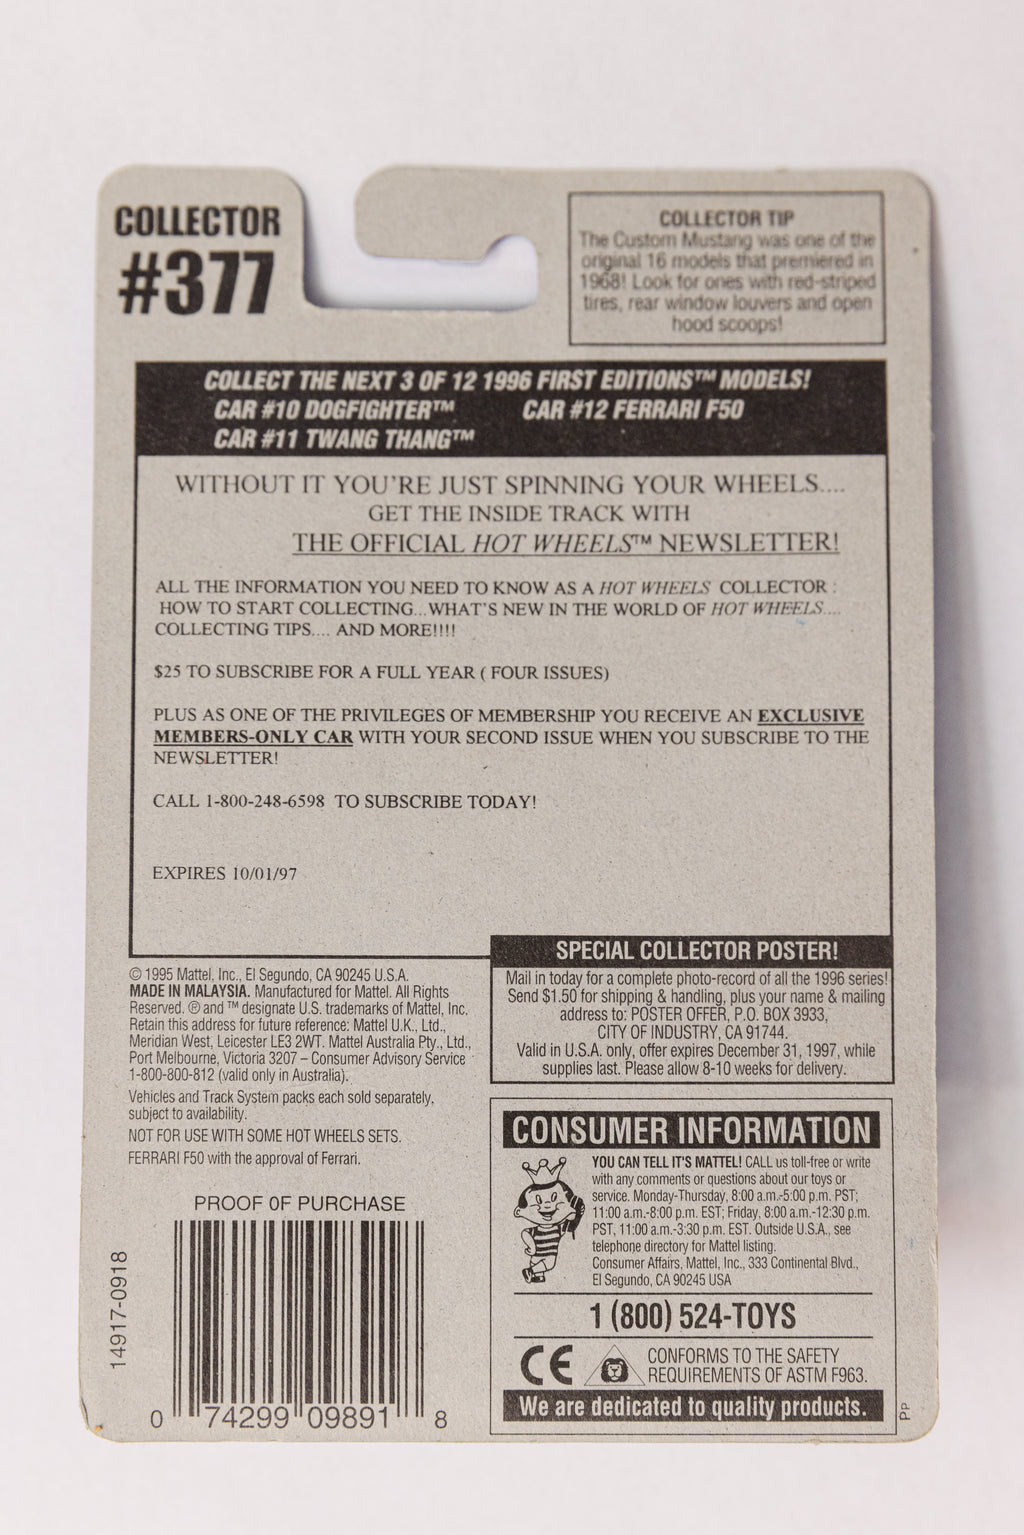 COLLECTOR
#377
COLLECTOR TIP
The Custom Mustang was one of the
original 16 models that premiered in
1968! Look for ones with red-striped
tires, rear window louvers and open
hood scoops!
COLLECT THE NEXT 3 OF 12 1996 FIRST EDITIONS™ MODELS!
CAR #10 DOGFIGHTER™ CAR #12 FERRARI F50
CAR #11 TWANG THANG™
WITHOUT IT YOU'RE JUST SPINNING YOUR WHEELS....
GET THE INSIDE TRACK WITH
THE OFFICIAL HOT WHEELS™ NEWSLETTER!
ALL THE INFORMATION YOU NEED TO KNOW AS A HOT WHEELS COLLECTOR :
HOW TO START COLLECTING...WHAT'S NEW IN THE WORLD OF HOT WHEELS....
COLLECTING TIPS.... AND MORE!!!!
$25 TO SUBSCRIBE FOR A FULL YEAR ( FOUR ISSUES)
PLUS AS ONE OF THE PRIVILEGES OF MEMBERSHIP YOU RECEIVE AN EXCLUSIVE
MEMBERS-ONLY CAR WITH YOUR SECOND ISSUE WHEN YOU SUBSCRIBE TO THE
NEWSLETTER!
CALL 1-800-248-6598 TO SUBSCRIBE TODAY!
EXPIRES 10/01/97
SPECIAL COLLECTOR POSTER!
Mail in today for a complete photo-record of all the 1996 series!
Send $1.50 for shipping & handling, plus your name & mailing
address to: POSTER OFFER, P.O. BOX 3933,
CITY OF INDUSTRY, CA 91744.
Valid in U.S.A. only, offer expires December 31, 1997, while
supplies last. Please allow 8-10 weeks for delivery.
© 1995 Mattel, Inc., El Segundo, CA 90245 U.S.A.
MADE IN MALAYSIA. Manufactured for Mattel. All Rights
Reserved. ® and ™ designate U.S. trademarks of Mattel, Inc.
Retain this address for future reference: Mattel U.K., Ltd.,
Meridian West, Leicester LE3 2WT. Mattel Australia Pty., Ltd.,
Port Melbourne, Victoria 3207 – Consumer Advisory Service
1-800-800-812 (valid only in Australia).
Vehicles and Track System packs each sold separately,
subject to availability.
NOT FOR USE WITH SOME HOT WHEELS SETS.
FERRARI F50 with the approval of Ferrari.
PROOF OF PURCHASE
14917-0918
0 74299 09891 8
CONSUMER INFORMATION
YOU CAN TELL IT'S MATTEL! CALL us toll-free or write
with any comments or questions about our toys or
service. Monday-Thursday, 8:00 a.m.-5:00 p.m. PST;
11:00 a.m.-8:00 p.m. EST; Friday, 8:00 a.m.-12:30 p.m.
PST, 11:00 a.m.-3:30 p.m. EST. Outside U.S.A., see
telephone directory for Mattel listing.
Consumer Affairs, Mattel, Inc., 333 Continental Blvd.,
El Segundo, CA 90245 USA
1 (800) 524-TOYS
CE CONFORMS TO THE SAFETY
REQUIREMENTS OF ASTM F963.
We are dedicated to quality products.
Pp